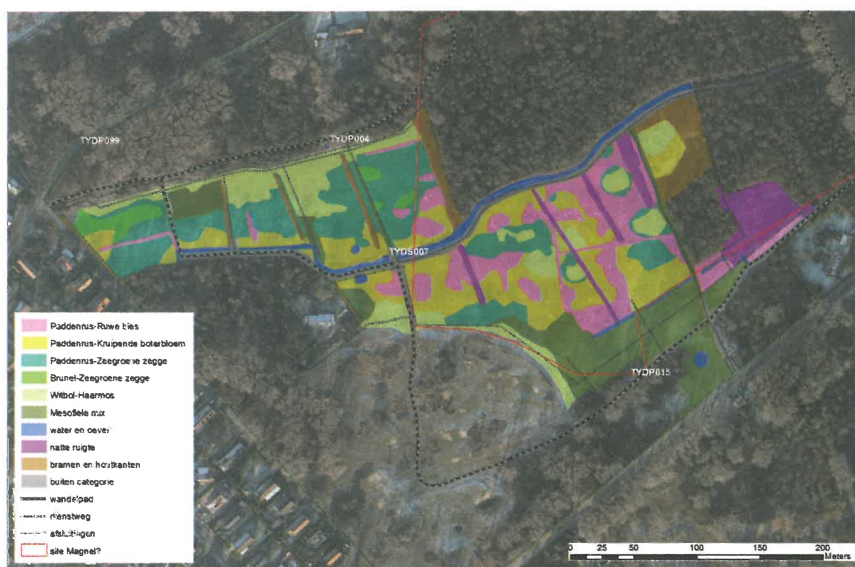 TYDP099
TYDP004
TYDS007
TYDP015
Paddenrus-Ruwe bies
Paddenrus-Kruipende boterbloem
Paddenrus-Zeegroene zegge
Brunel-Zeegroene zegge
Witbol-Haarmos
Mesofiele mix
water en oever
natte ruigte
bramen en houtkanten
buiten categorie
wandelpad
dienstweg
afsluitingen
site Magnet?
0 25 50 100 150 200
Meters